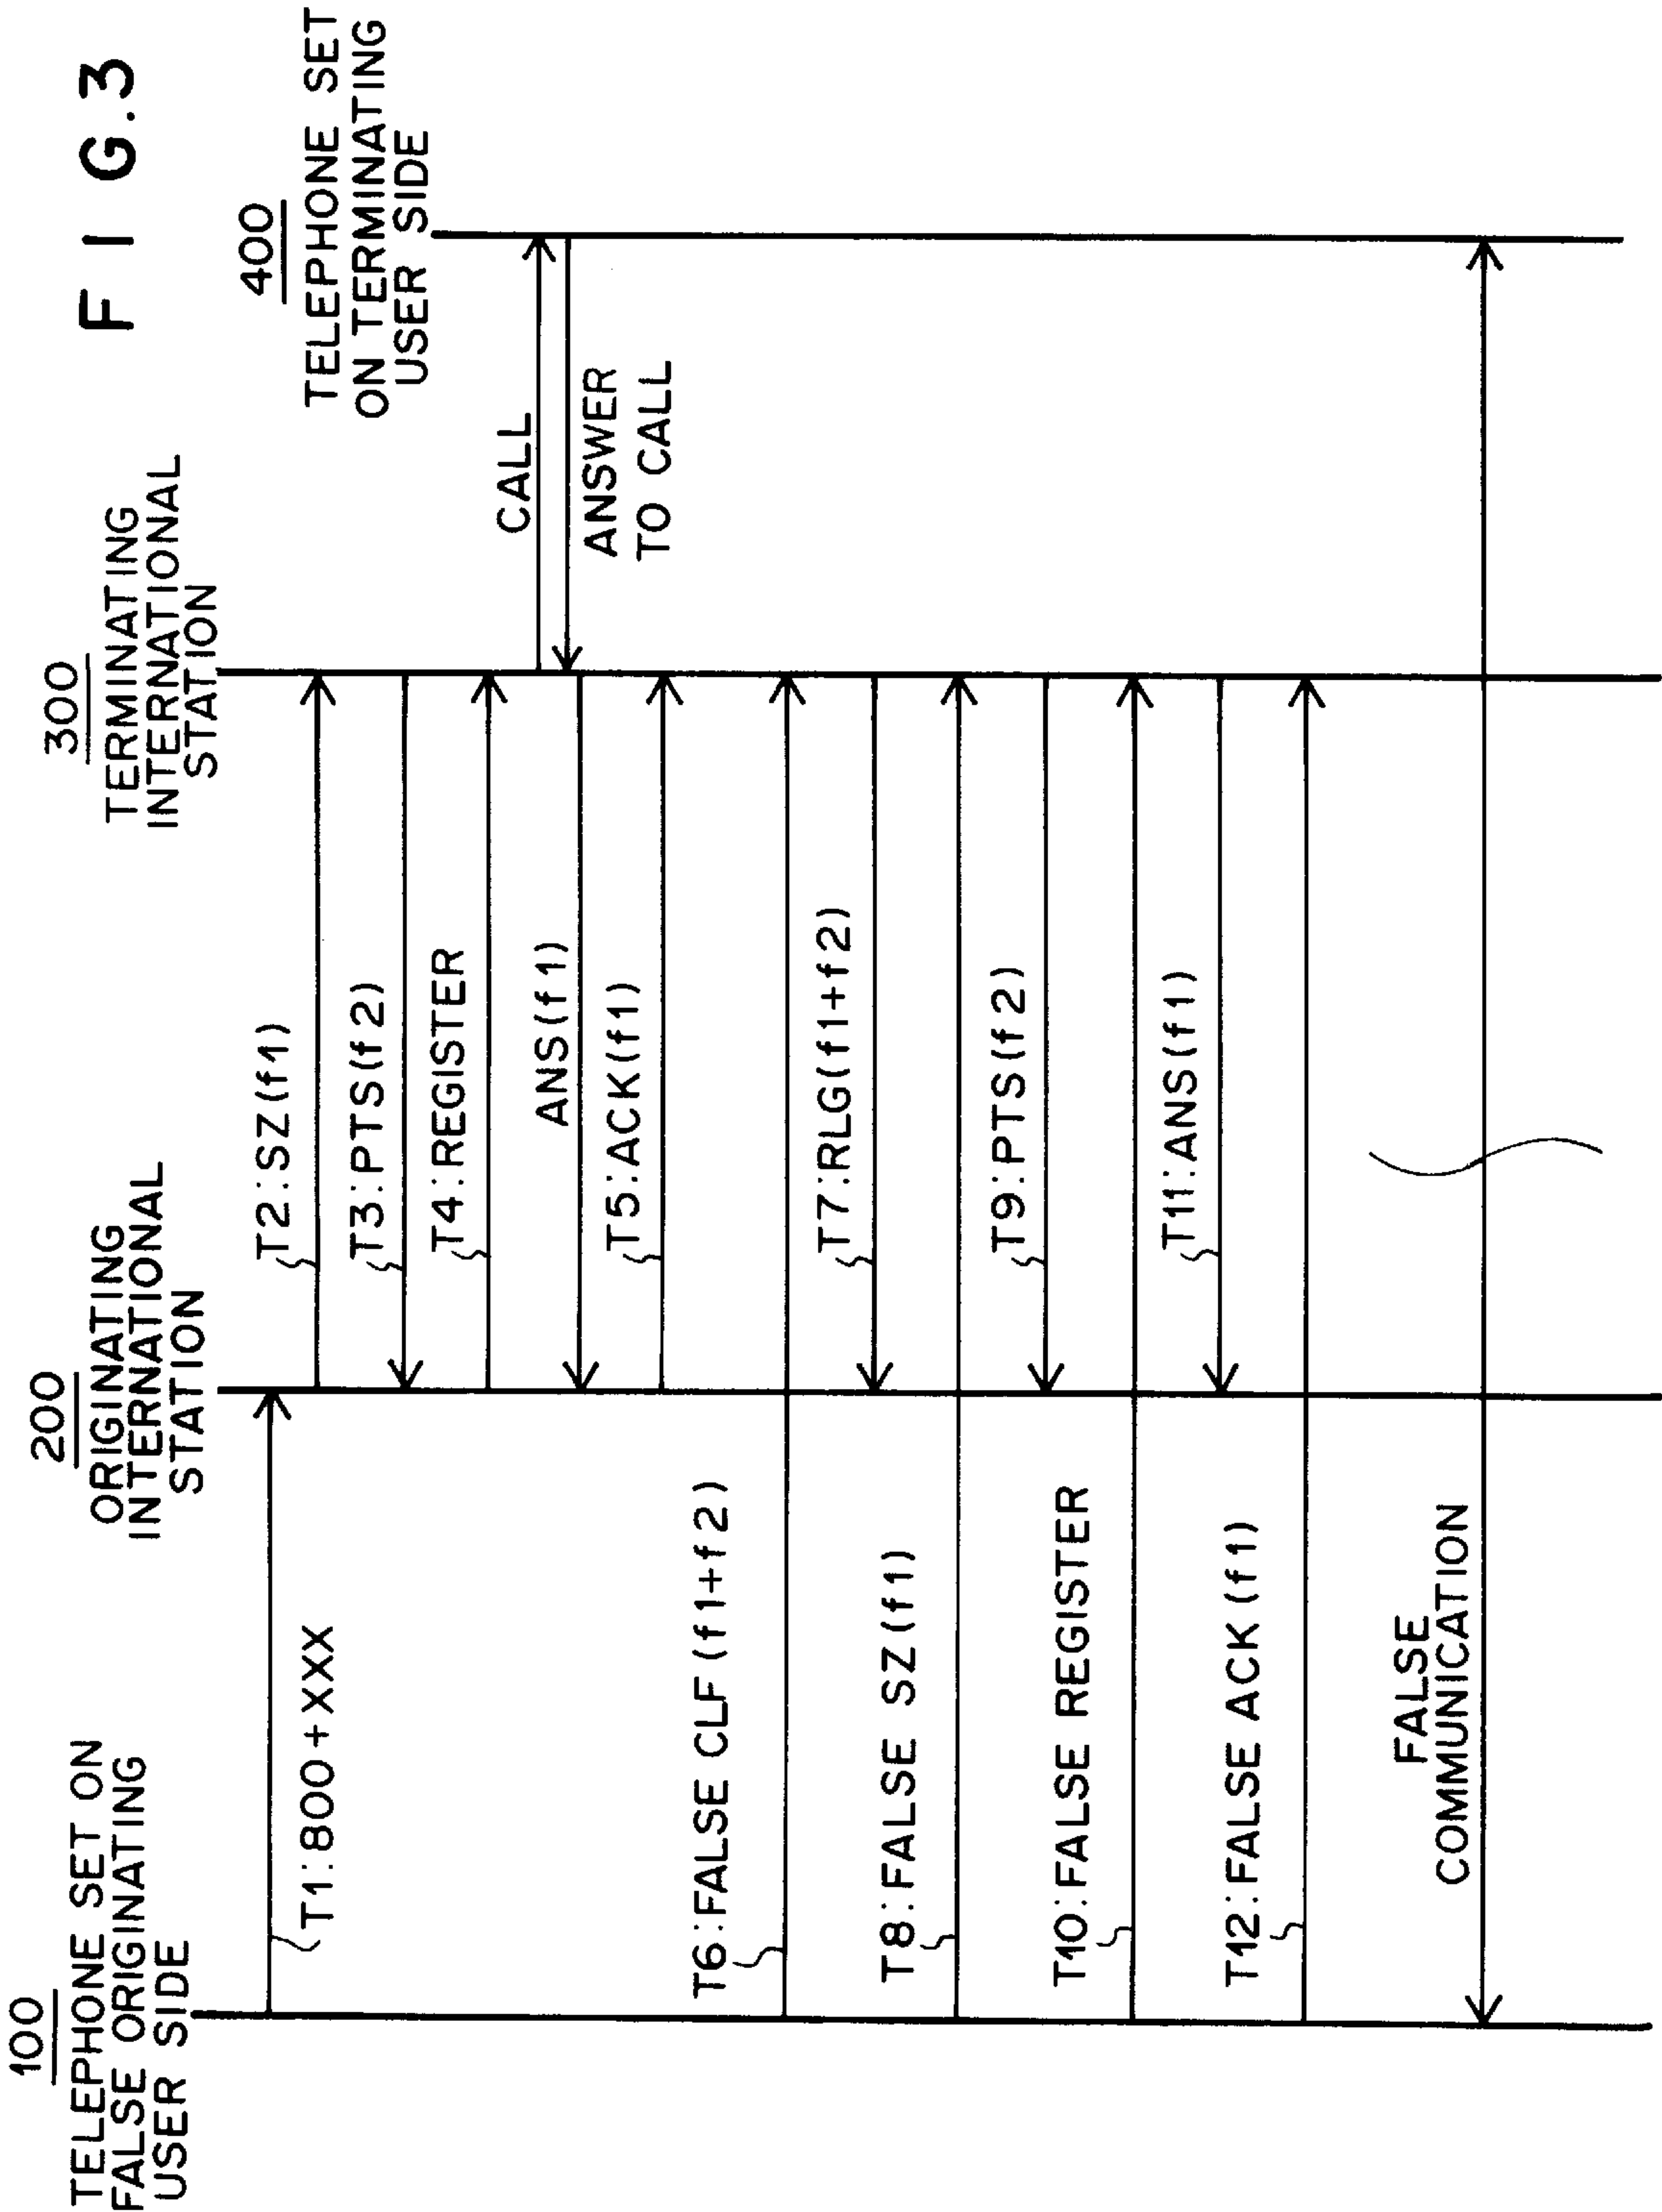 FIG.3
100
TELEPHONE SET ON
FALSE ORIGINATING
USER SIDE
200
ORIGINATING
INTERNATIONAL
STATION
300
TERMINATING
INTERNATIONAL
STATION
400
TELEPHONE SET
ON TERMINATING
USER SIDE
T1:800+XXX
T2:SZ(f1)
T3:PTS(f2)
T4:REGISTER
CALL
ANSWER
TO CALL
ANS(f1)
T5:ACK(f1)
T6:FALSE CLF(f1+f2)
T7:RLG(f1+f2)
T8:FALSE SZ(f1)
T9:PTS(f2)
T10:FALSE REGISTER
T11:ANS(f1)
T12:FALSE ACK(f1)
FALSE
COMMUNICATION